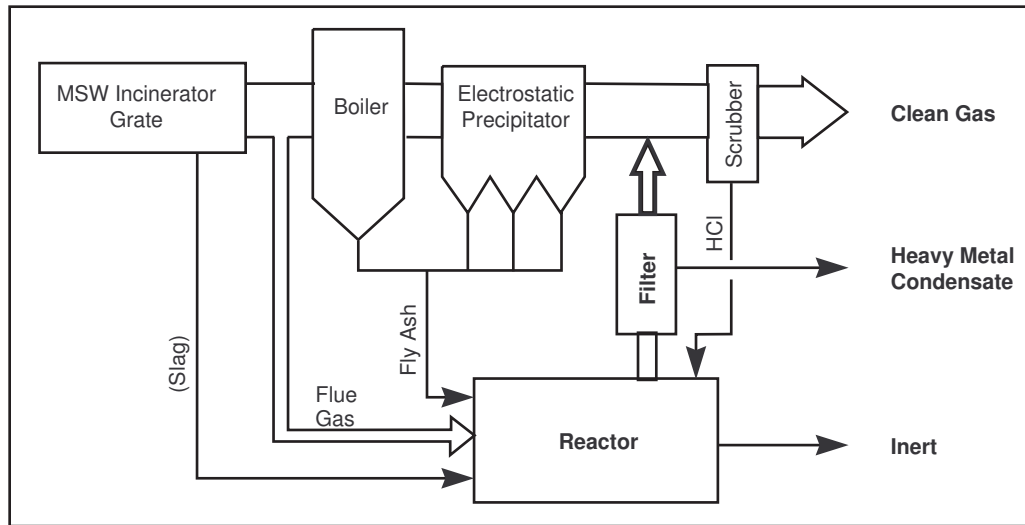 MSW Incinerator
Grate
Boiler
Electrostatic
Precipitator
Scrubber
Clean Gas
HCl
Filter
Heavy Metal
Condensate
(Slag)
Fly Ash
Flue
Gas
Reactor
Inert